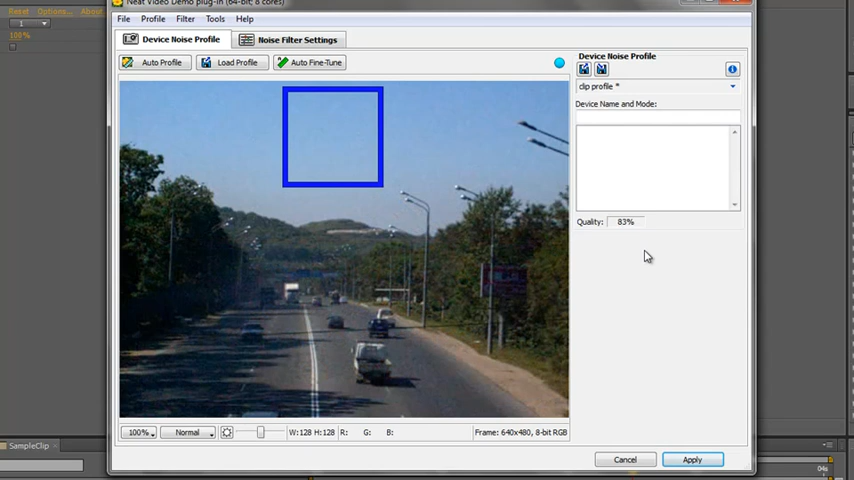 Neat Video Demo plug-in (64-bit; 8 cores)
Reset Options... About...
File Profile Filter Tools Help
1
100%
Device Noise Profile Noise Filter Settings
Auto Profile Load Profile Auto Fine-Tune
Device Noise Profile
clip profile *
Device Name and Mode:
Quality: 83%
100% Normal W:128 H:128 R: G: B: Frame: 640x480, 8-bit RGB
SampleClip
Cancel Apply
04s